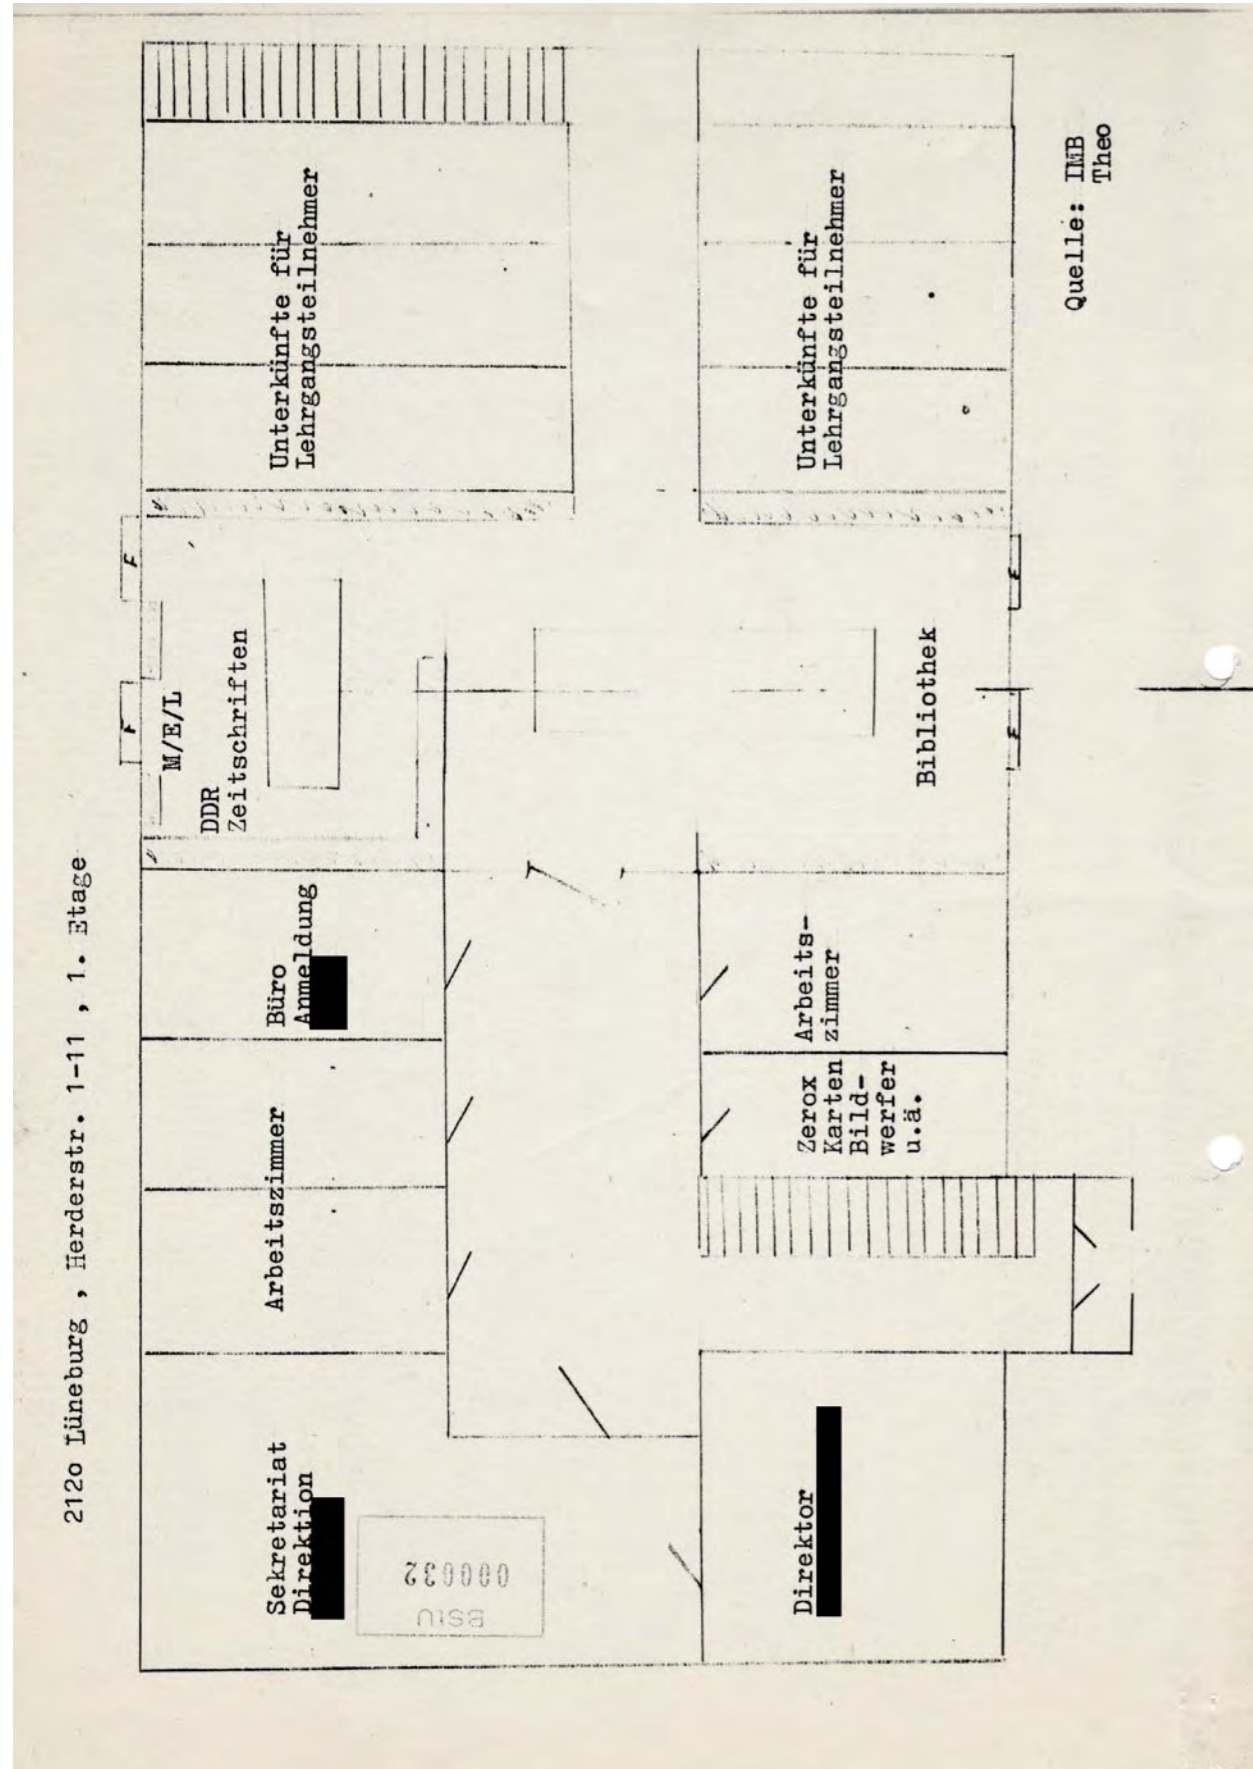 212o Lüneburg , Herderstr. 1-11 , 1. Etage
Sekretariat
Direktion
Arbeitszimmer
Büro
Anmeldung
DDR
Zeitschriften
M/E/L
F
F
Unterkünfte für
Lehrgangsteilnehmer
Direktor
Zerox
Karten
Bild-
werfer
u.ä.
Arbeits-
zimmer
Bibliothek
F
F
Unterkünfte für
Lehrgangsteilnehmer
Quelle: IMB
Theo
BStU
000032